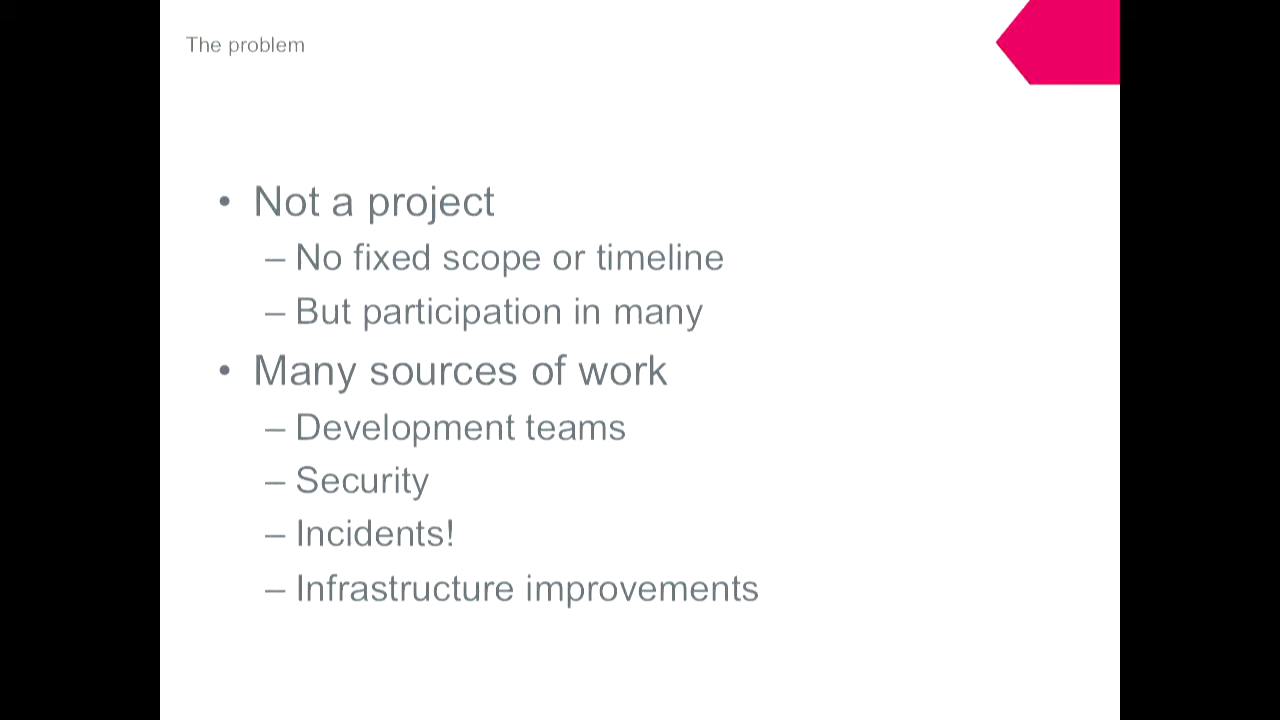 The problem
• Not a project
– No fixed scope or timeline
– But participation in many
• Many sources of work
– Development teams
– Security
– Incidents!
– Infrastructure improvements